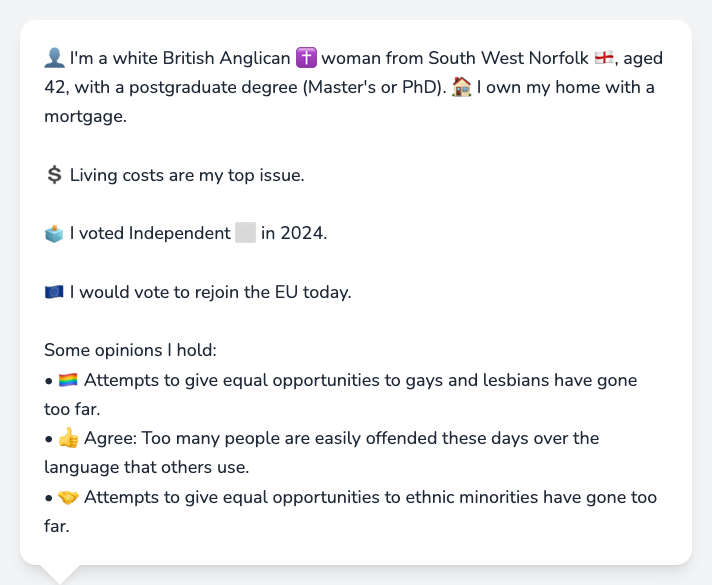 👤 I'm a white British Anglican ✝️ woman from South West Norfolk 🏴󠁧󠁢󠁥󠁮󠁧󠁿, aged
42, with a postgraduate degree (Master's or PhD). 🏠 I own my home with a
mortgage.
💲 Living costs are my top issue.
🗳️ I voted Independent ⬜ in 2024.
🇪🇺 I would vote to rejoin the EU today.
Some opinions I hold:
• 🏳️‍🌈 Attempts to give equal opportunities to gays and lesbians have gone
too far.
• 👍 Agree: Too many people are easily offended these days over the
language that others use.
• 🤝 Attempts to give equal opportunities to ethnic minorities have gone too
far.